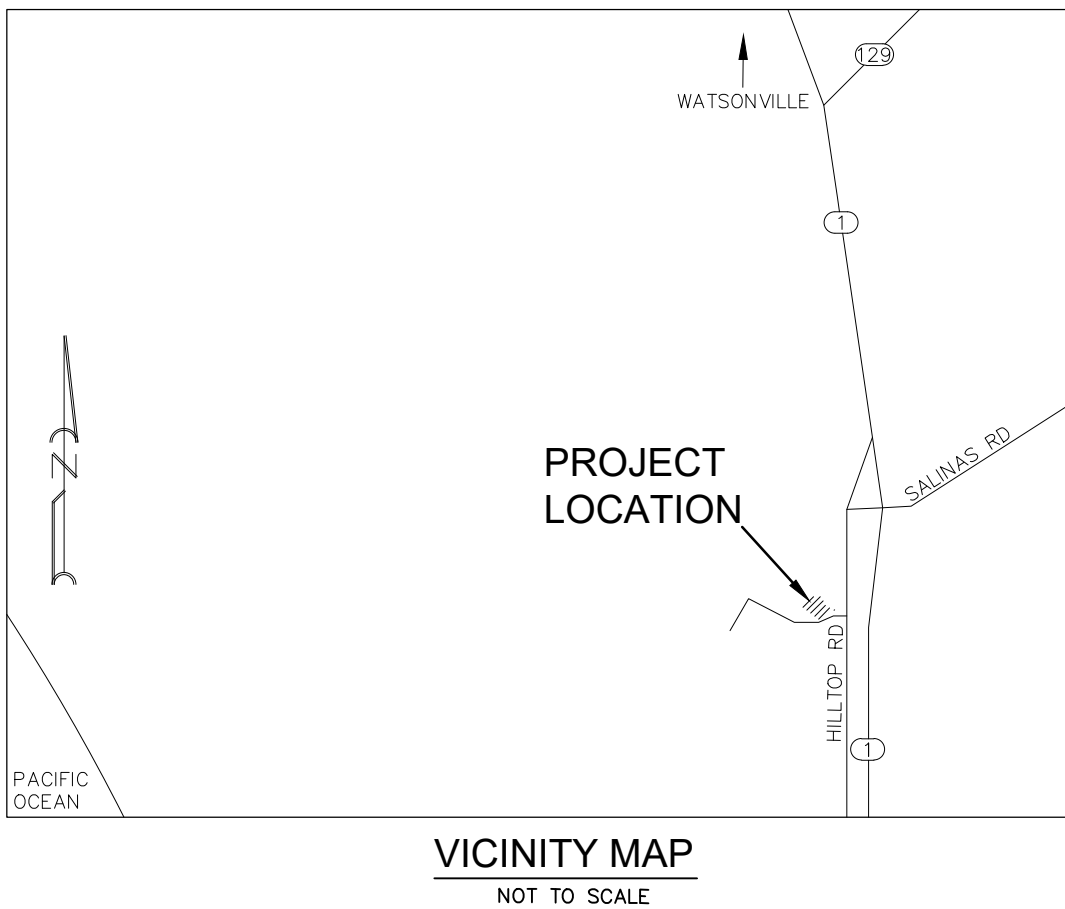 129
WATSONVILLE
1
SALINAS RD
PROJECT
LOCATION
N
HILLTOP RD
1
PACIFIC
OCEAN
VICINITY MAP
NOT TO SCALE